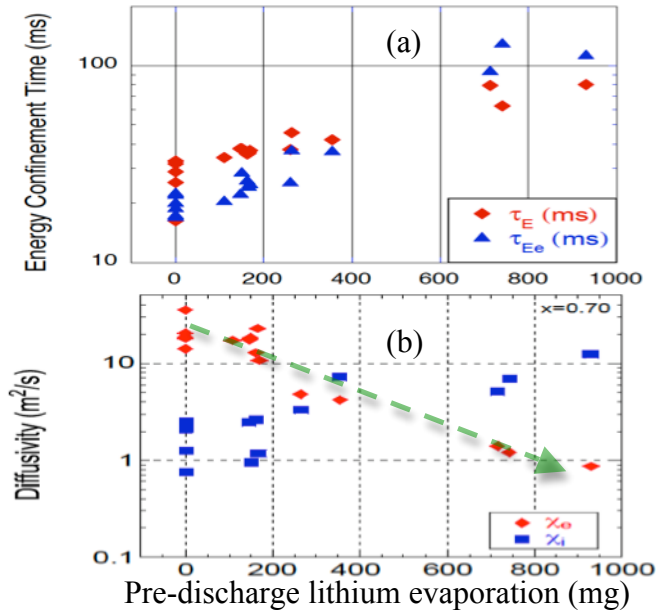 (a)
Energy Confinement Time (ms)
100
10
τE (ms)
τEe (ms)
0 200 400 600 800 1000
x=0.70
(b)
Diffusivity (m²/s)
10
1
0.1
χe
χi
0 200 400 600 800 1000
Pre-discharge lithium evaporation (mg)